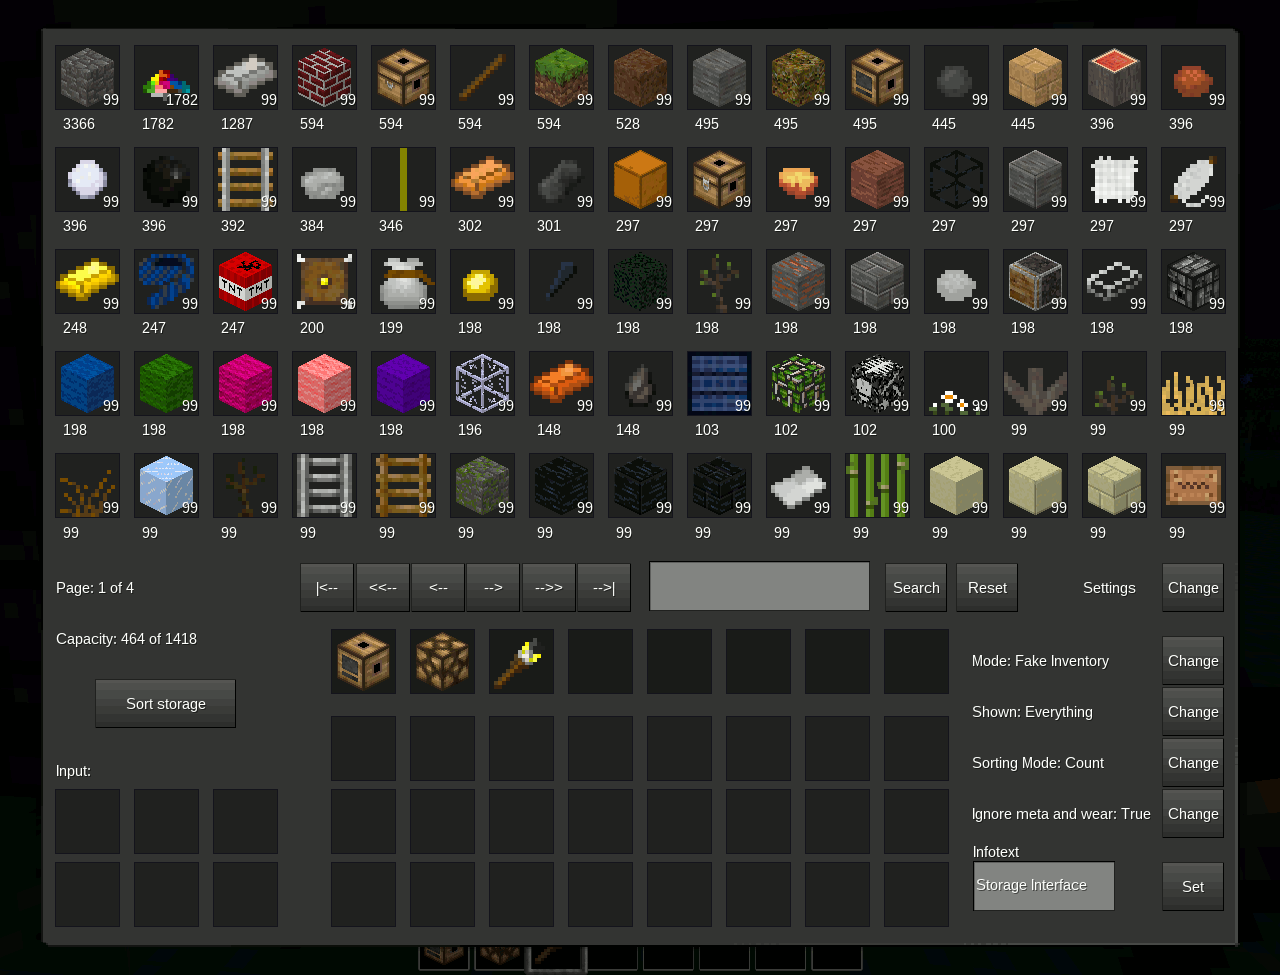 99 1782 99 99 99 99 99 99 99 99 99 99 99 99 99
3366 1782 1287 594 594 594 594 528 495 495 495 445 445 396 396
99 99 99 99 99 99 99 99 99 99 99 99 99 99 99
396 396 392 384 346 302 301 297 297 297 297 297 297 297 297
TNT TNT
99 99 99 99 99 99 99 99 99 99 99 99 99 99 99
248 247 247 200 199 198 198 198 198 198 198 198 198 198 198
99 99 99 99 99 99 99 99 99 99 99 99 99 99 99
198 198 198 198 198 196 148 148 103 102 102 100 99 99 99
99 99 99 99 99 99 99 99 99 99 99 99 99 99 99
99 99 99 99 99 99 99 99 99 99 99 99 99 99 99
Page: 1 of 4 |<-- <<-- <-- --> -->> -->| Search Reset Settings Change
Capacity: 464 of 1418
Mode: Fake Inventory Change
Sort storage
Shown: Everything Change
Input:
Sorting Mode: Count Change
Ignore meta and wear: True Change
Infotext
Storage Interface Set